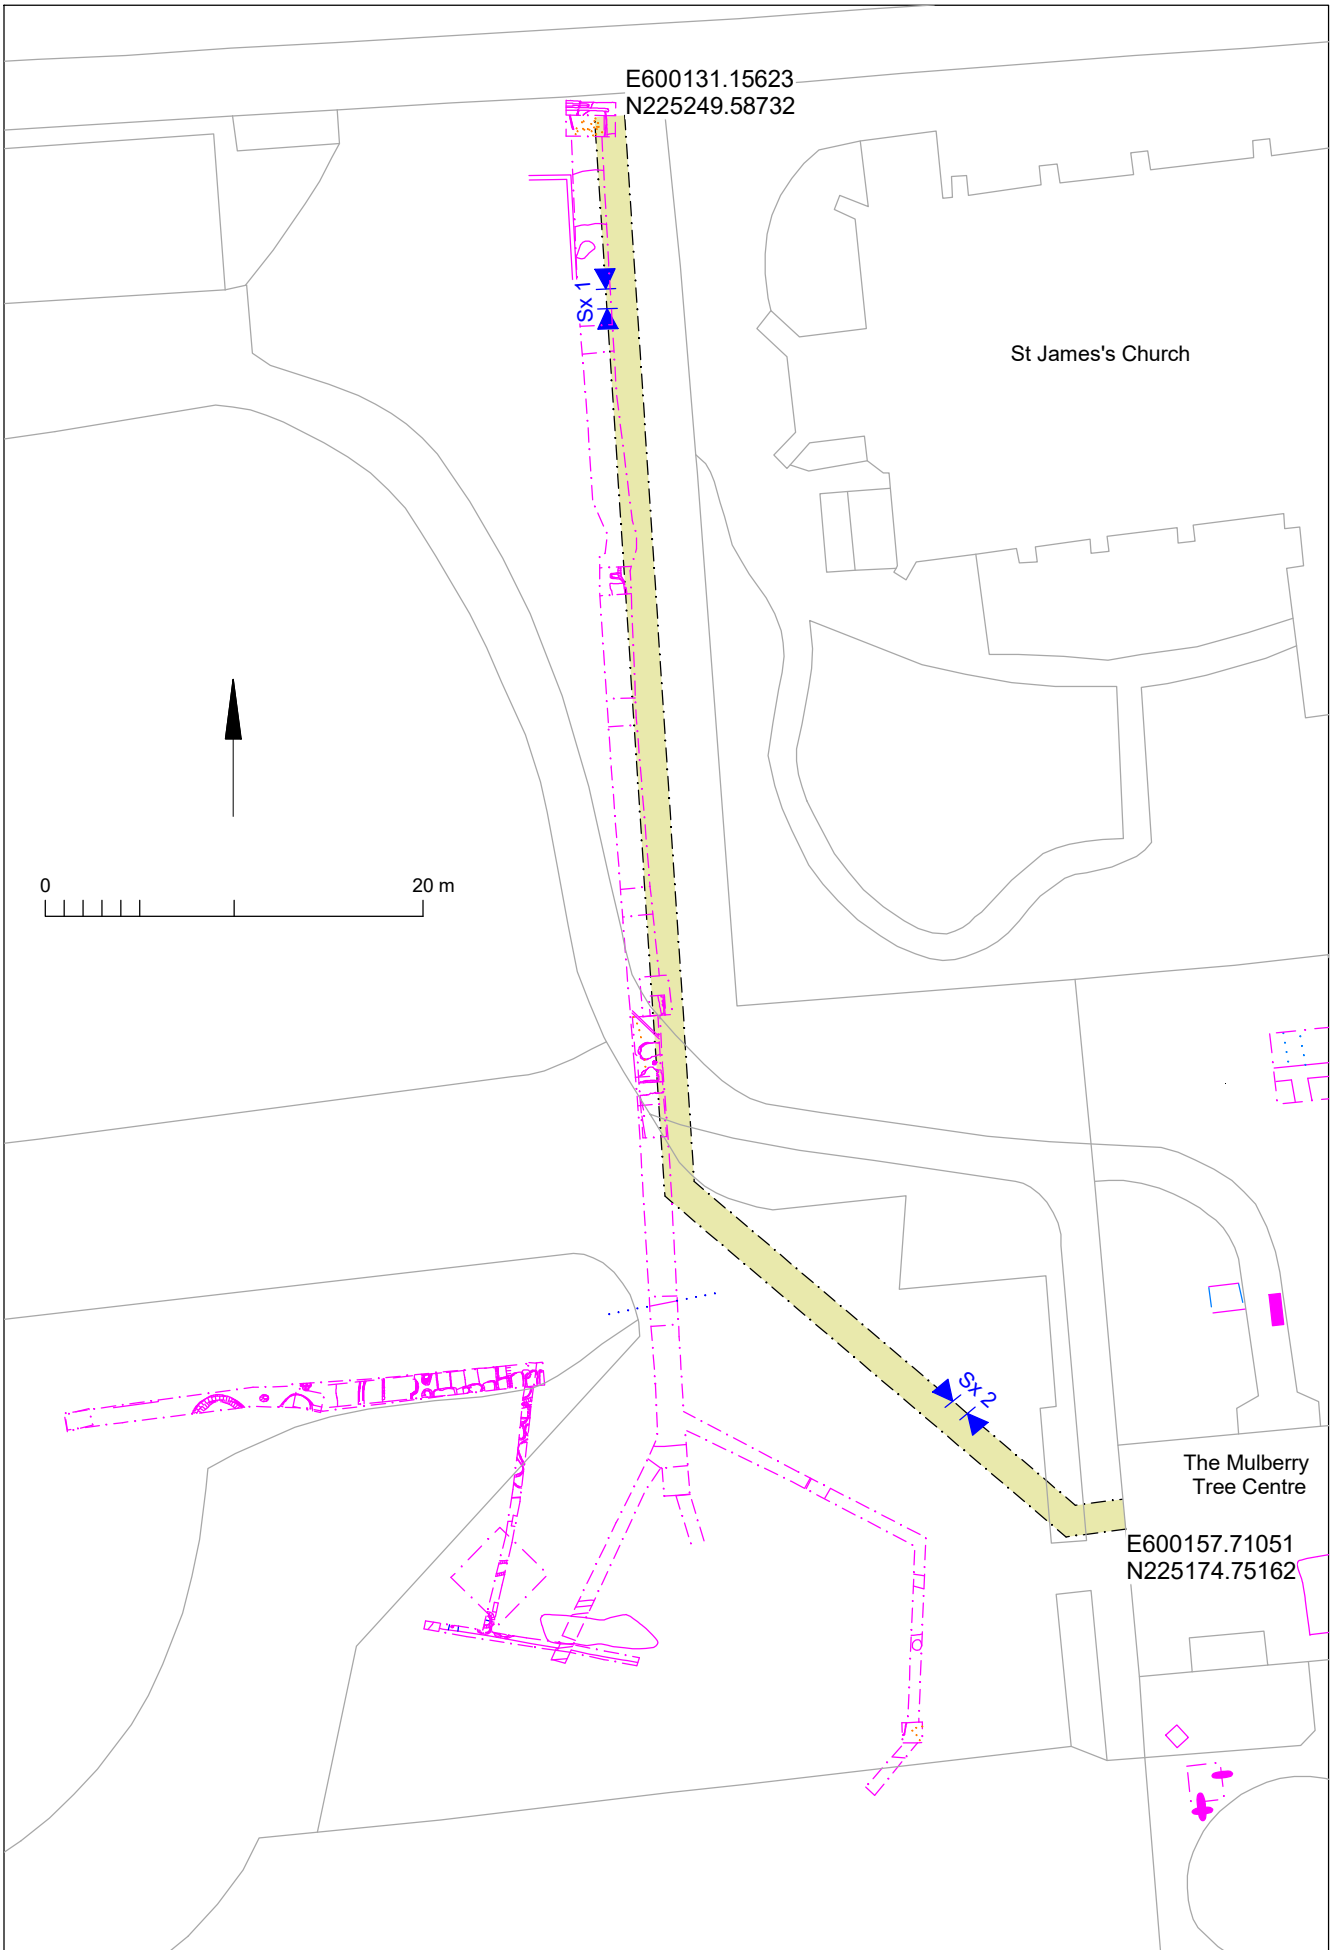 E600131.15623
N225249.58732
Sx 1
St James's Church
0
20 m
Sx 2
The Mulberry
Tree Centre
E600157.71051
N225174.75162